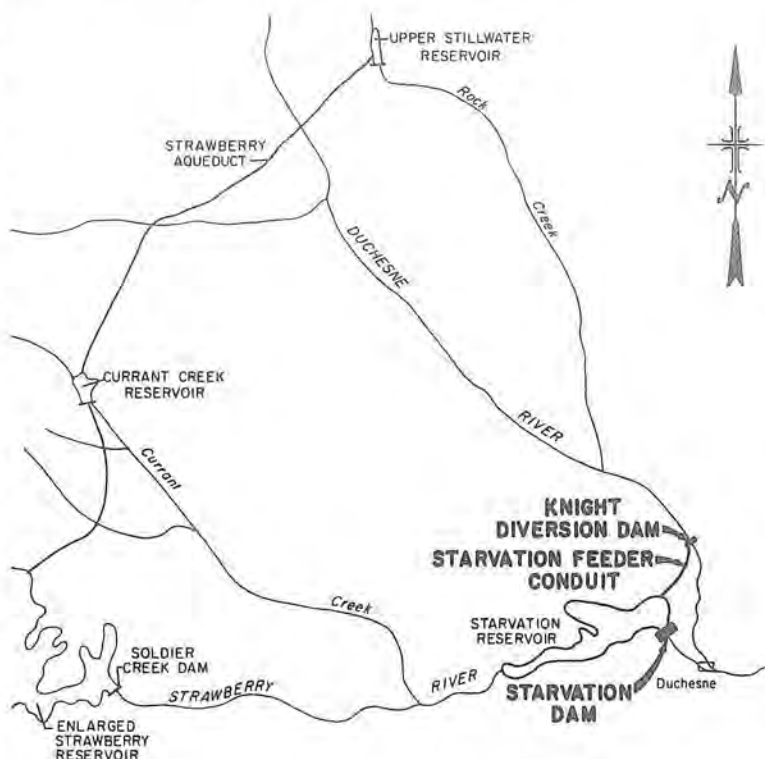 UPPER STILLWATER
RESERVOIR
Rock
Creek
STRAWBERRY
AQUEDUCT
N
DUCHESNE
RIVER
CURRANT CREEK
RESERVOIR
Currant
Creek
KNIGHT
DIVERSION DAM
STARVATION FEEDER
CONDUIT
STARVATION
RESERVOIR
SOLDIER
CREEK DAM
STRAWBERRY
RIVER
STARVATION
DAM
Duchesne
ENLARGED
STRAWBERRY
RESERVOIR